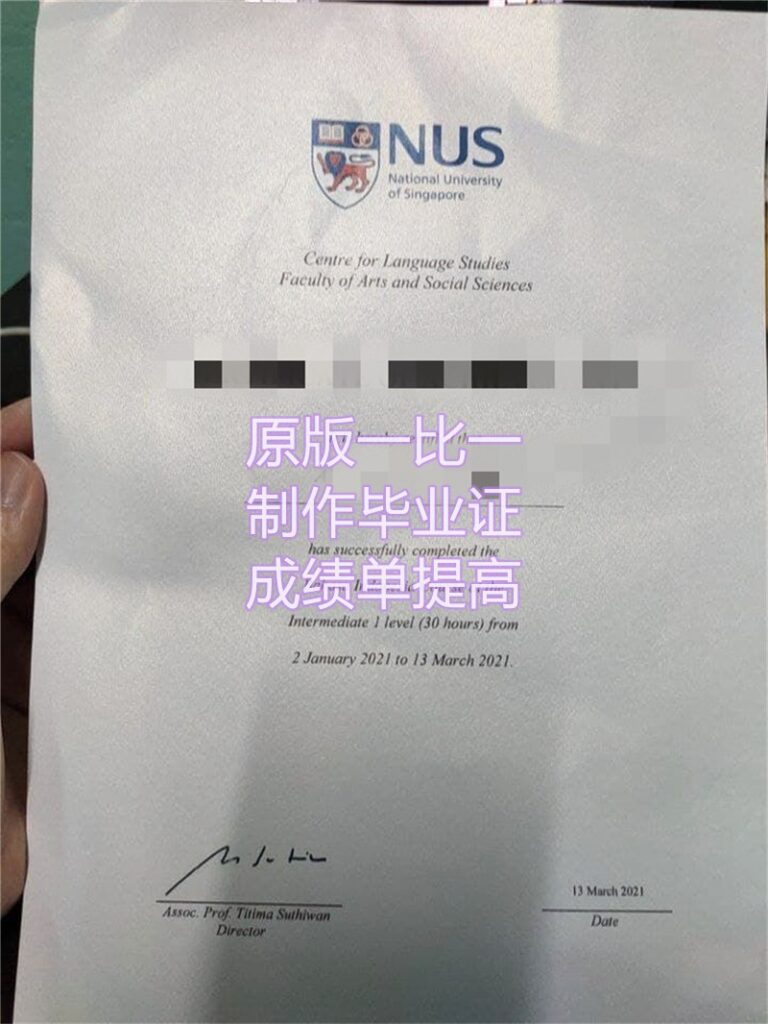 NUS
National University
of Singapore
Centre for Language Studies
Faculty of Arts and Social Sciences
原版一比一
制作毕业证
has successfully completed the
成绩单提高
Intermediate 1 level (30 hours) from
2 January 2021 to 13 March 2021.
13 March 2021
Assoc. Prof. Titima Suthiwan
Director
Date